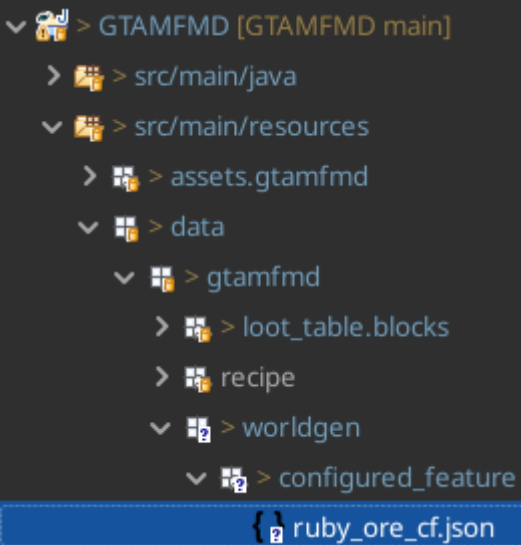 > GTAMFMD [GTAMFMD main]
> src/main/java
> src/main/resources
> assets.gtamfmd
> data
> gtamfmd
> loot_table.blocks
recipe
> worldgen
> configured_feature
{ } ruby_ore_cf.json